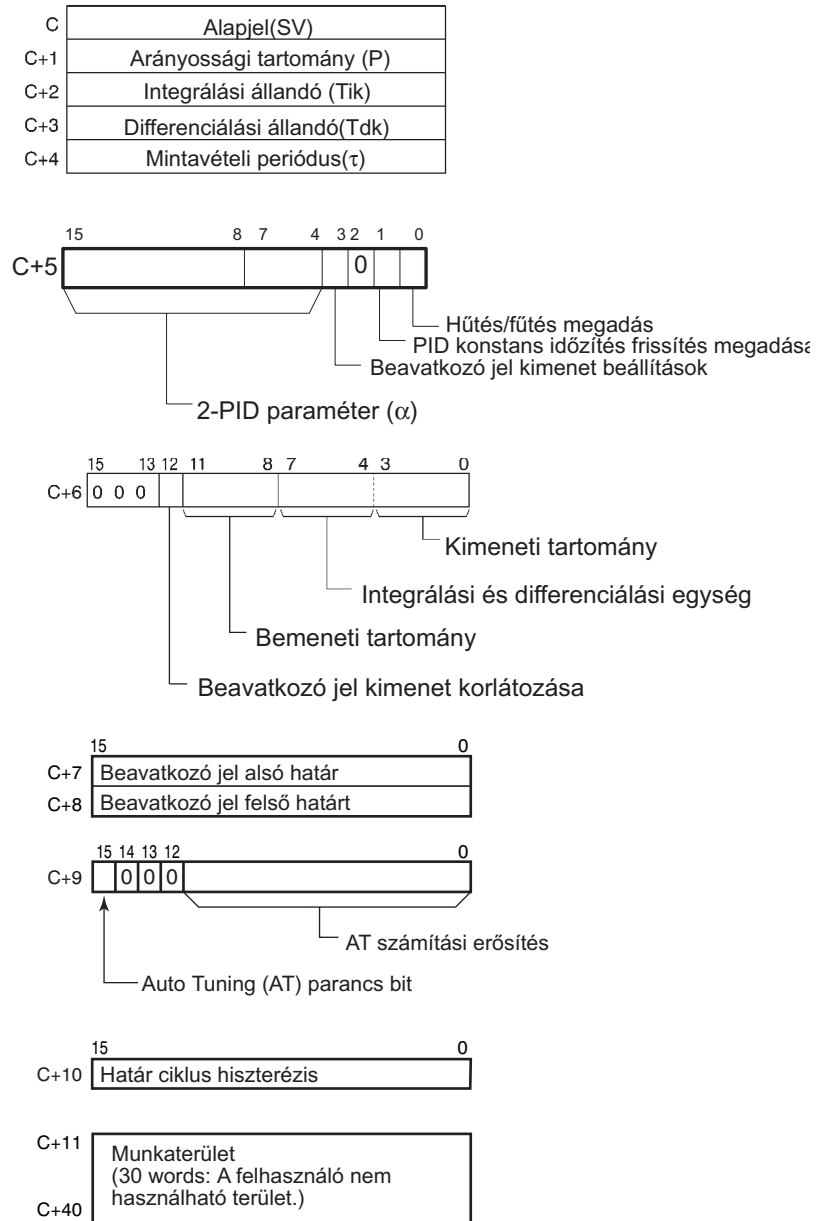 C Alapjel(SV)
C+1 Arányossági tartomány (P)
C+2 Integrálási állandó (Tik)
C+3 Differenciálási állandó(Tdk)
C+4 Mintavételi periódus(τ)
15 8 7 4 3 2 1 0
C+5 0
Hűtés/fűtés megadás
PID konstans időzítés frissítés megadása
Beavatkozó jel kimenet beállítások
2-PID paraméter (α)
15 13 12 11 8 7 4 3 0
C+6 0 0 0
Kimeneti tartomány
Integrálási és differenciálási egység
Bemeneti tartomány
Beavatkozó jel kimenet korlátozása
15 0
C+7 Beavatkozó jel alsó határ
C+8 Beavatkozó jel felső határt
15 14 13 12 0
C+9 0 0 0
AT számítási erősítés
Auto Tuning (AT) parancs bit
15 0
C+10 Határ ciklus hiszterézis
C+11
Munkaterület
(30 words: A felhasználó nem
használható terület.)
C+40